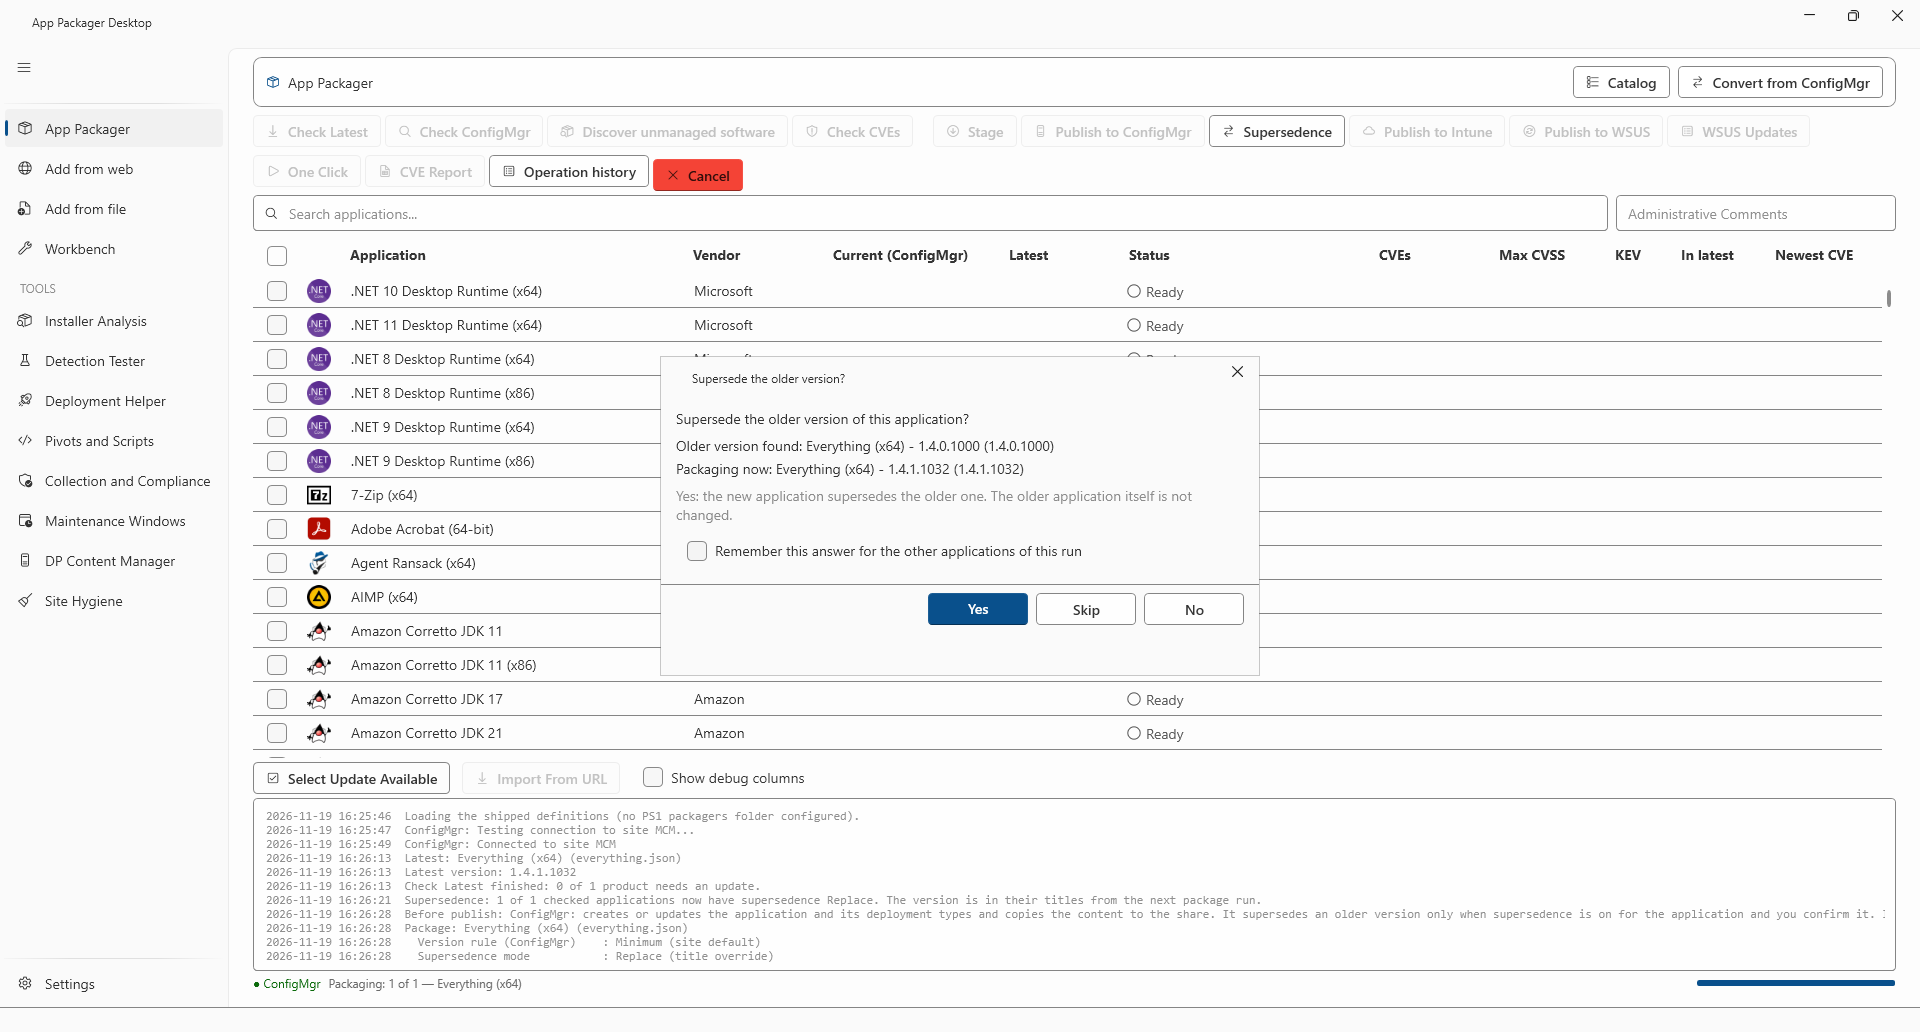 App Packager Desktop
App Packager
Catalog
Convert from ConfigMgr
Check Latest
Check ConfigMgr
Discover unmanaged software
Check CVEs
Stage
Publish to ConfigMgr
Supersedence
Publish to Intune
Publish to WSUS
WSUS Updates
One Click
CVE Report
Operation history
Cancel
Search applications...
Administrative Comments
App Packager
Add from web
Add from file
Workbench
TOOLS
Installer Analysis
Detection Tester
Deployment Helper
Pivots and Scripts
Collection and Compliance
Maintenance Windows
DP Content Manager
Site Hygiene
Settings
Application Vendor Current (ConfigMgr) Latest Status CVEs Max CVSS KEV In latest Newest CVE
.NET 10 Desktop Runtime (x64) Microsoft Ready
.NET 11 Desktop Runtime (x64) Microsoft Ready
.NET 8 Desktop Runtime (x64)
.NET 8 Desktop Runtime (x86)
.NET 9 Desktop Runtime (x64)
.NET 9 Desktop Runtime (x86)
7-Zip (x64)
Adobe Acrobat (64-bit)
Agent Ransack (x64)
AIMP (x64)
Amazon Corretto JDK 11
Amazon Corretto JDK 11 (x86)
Amazon Corretto JDK 17 Amazon Ready
Amazon Corretto JDK 21 Amazon Ready
Supersede the older version?
Supersede the older version of this application?
Older version found: Everything (x64) - 1.4.0.1000 (1.4.0.1000)
Packaging now: Everything (x64) - 1.4.1.1032 (1.4.1.1032)
Yes: the new application supersedes the older one. The older application itself is not
changed.
Remember this answer for the other applications of this run
Yes
Skip
No
Select Update Available
Import From URL
Show debug columns
2026-11-19 16:25:46 Loading the shipped definitions (no PS1 packagers folder configured).
2026-11-19 16:25:47 ConfigMgr: Testing connection to site MCM...
2026-11-19 16:25:49 ConfigMgr: Connected to site MCM
2026-11-19 16:26:13 Latest: Everything (x64) (everything.json)
2026-11-19 16:26:13 Latest version: 1.4.1.1032
2026-11-19 16:26:13 Check Latest finished: 0 of 1 product needs an update.
2026-11-19 16:26:21 Supersedence: 1 of 1 checked applications now have supersedence Replace. The version is in their titles from the next package run.
2026-11-19 16:26:28 Before publish: ConfigMgr: creates or updates the application and its deployment types and copies the content to the share. It supersedes an older version only when supersedence is on for the application and you confirm it.
2026-11-19 16:26:28 Package: Everything (x64) (everything.json)
2026-11-19 16:26:28 Version rule (ConfigMgr) : Minimum (site default)
2026-11-19 16:26:28 Supersedence mode : Replace (title override)
ConfigMgr Packaging: 1 of 1 — Everything (x64)